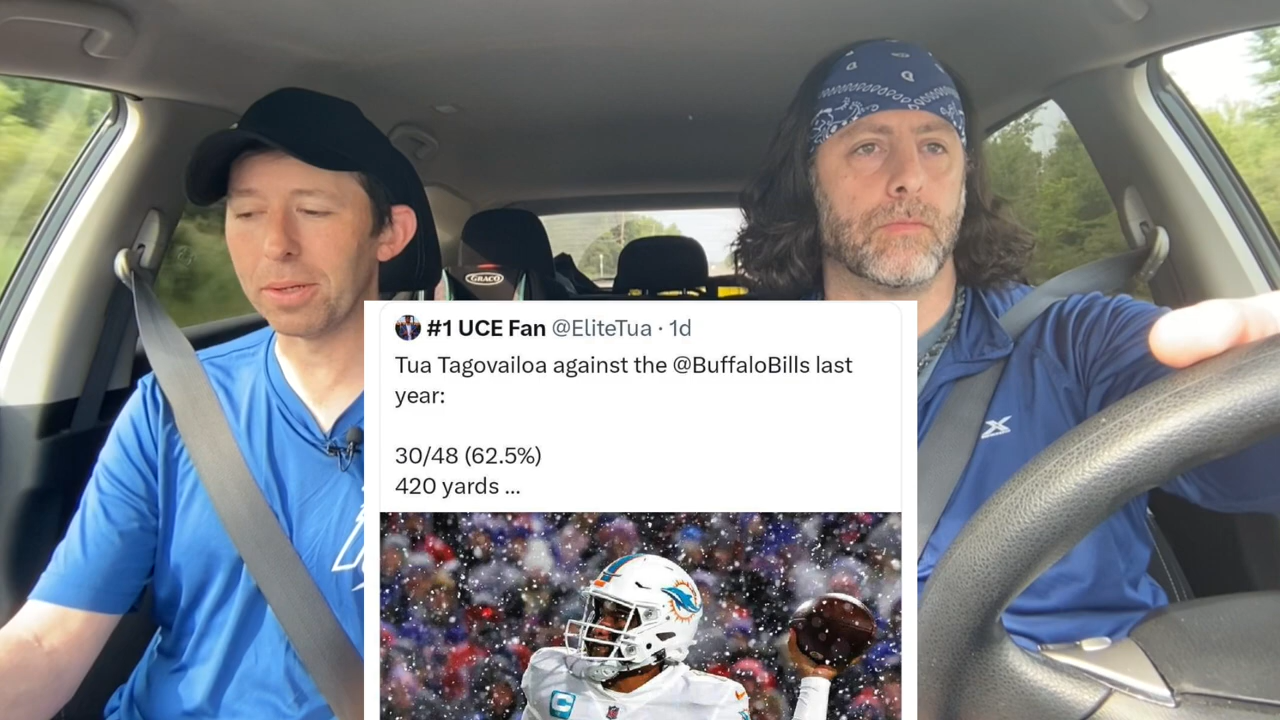 GRACO
#1 UCE Fan @EliteTua · 1d
Tua Tagovailoa against the @BuffaloBills last
year:
30/48 (62.5%)
420 yards ...
C